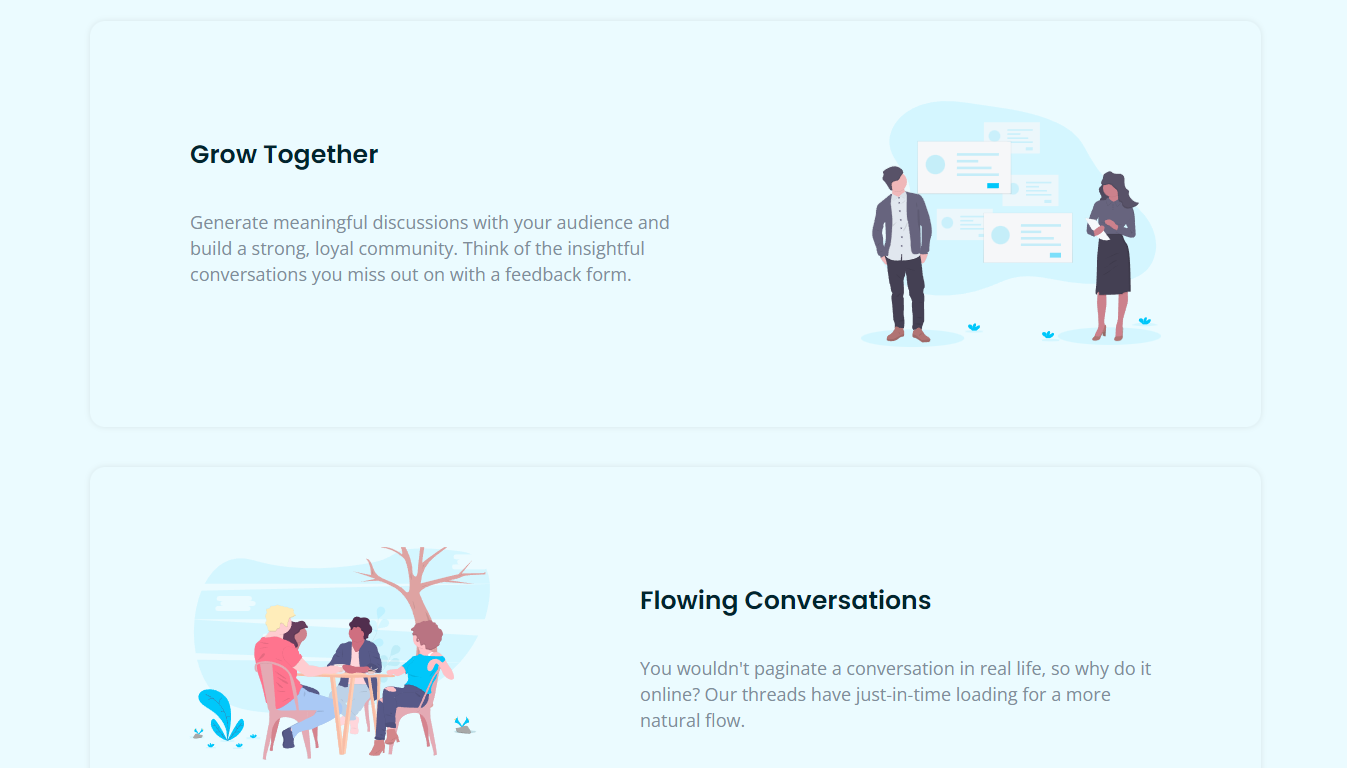 Grow Together
Generate meaningful discussions with your audience and
build a strong, loyal community. Think of the insightful
conversations you miss out on with a feedback form.
Flowing Conversations
You wouldn't paginate a conversation in real life, so why do it
online? Our threads have just-in-time loading for a more
natural flow.